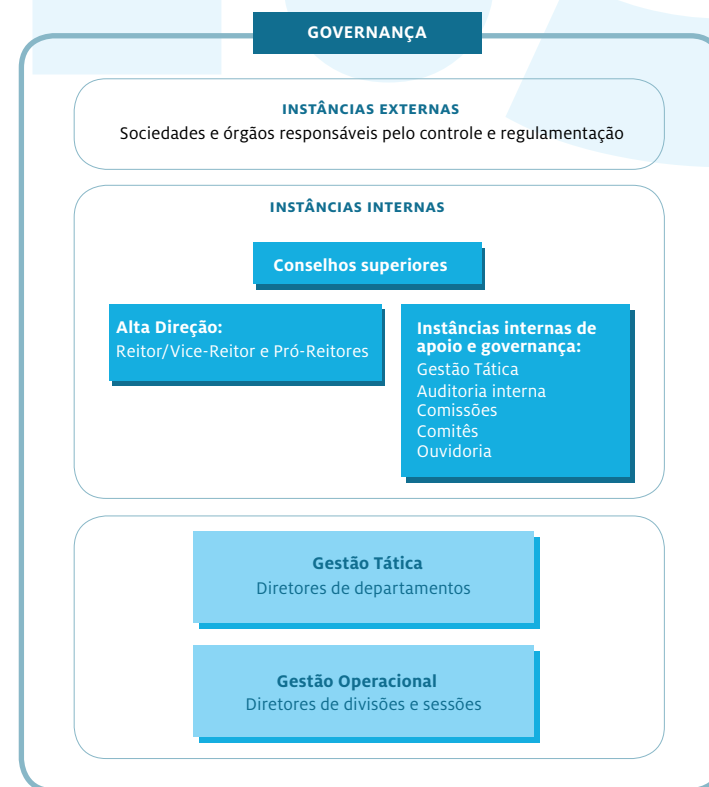 GOVERNANÇA
INSTÂNCIAS EXTERNAS
Sociedades e órgãos responsáveis pelo controle e regulamentação
INSTÂNCIAS INTERNAS
Conselhos superiores
Alta Direção:
Reitor/Vice-Reitor e Pró-Reitores
Instâncias internas de
apoio e governança:
Gestão Tática
Auditoria interna
Comissões
Comitês
Ouvidoria
Gestão Tática
Diretores de departamentos
Gestão Operacional
Diretores de divisões e sessões